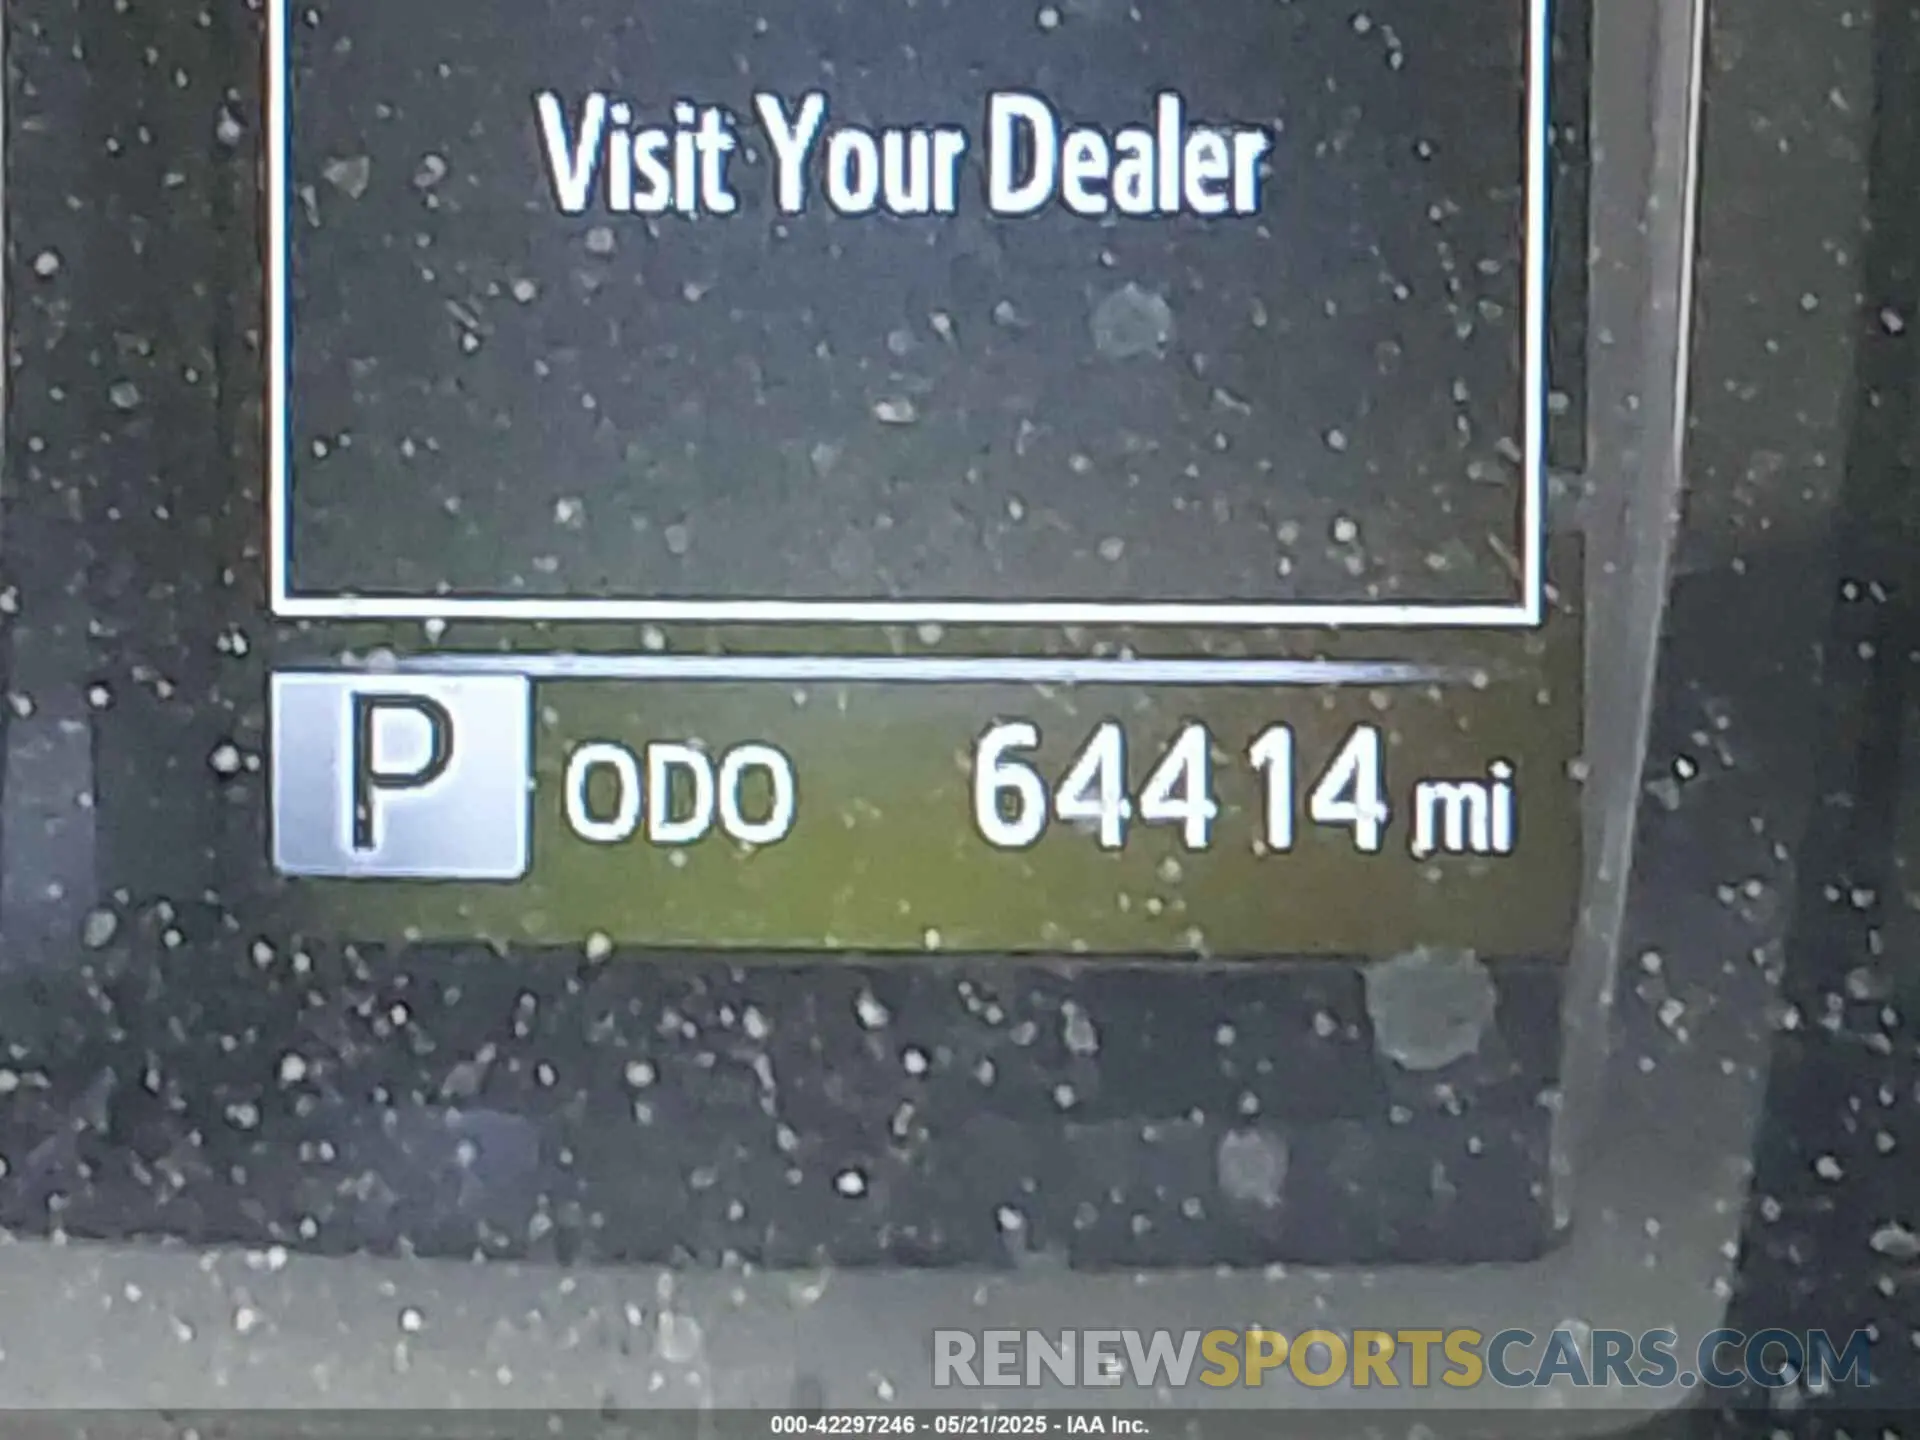 Visit Your Dealer
P ODO 64414 mi
RENEWSPORTSCARS.COM
000-42297246 - 05/21/2025 - IAA Inc.